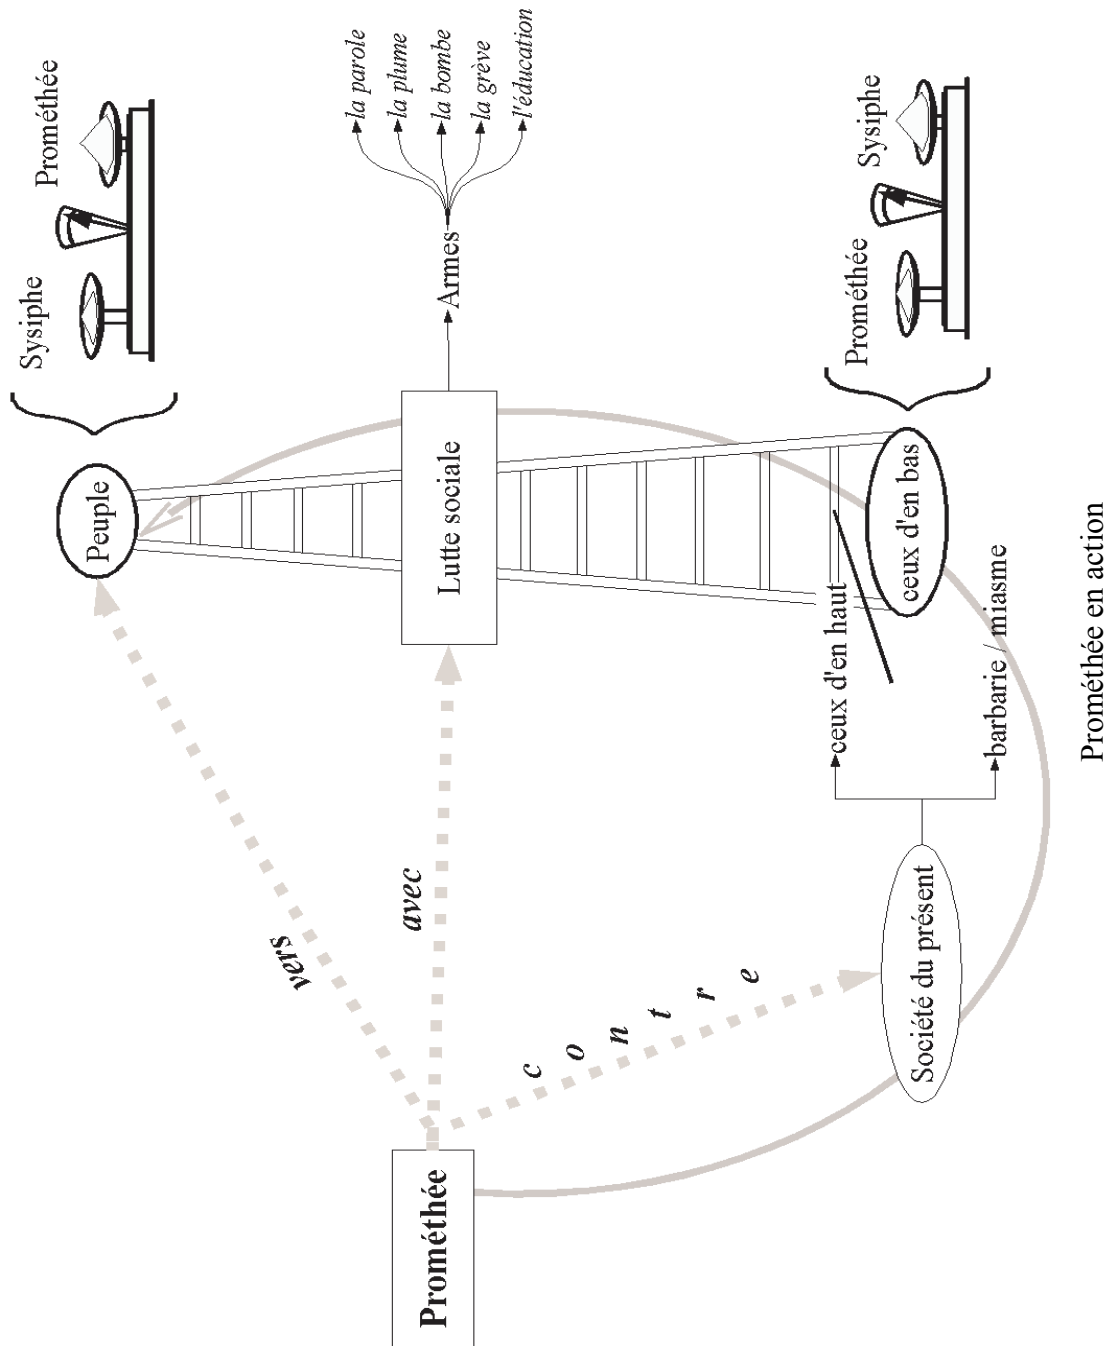 Sysiphe
Prométhée
Peuple
la parole
la plume
la bombe
la grève
l'éducation
vers
Prométhée
avec
Lutte sociale
Armes
contre
ceux d'en haut
Prométhée
Sysiphe
Société du présent
ceux d'en bas
barbarie / miasme
Prométhée en action